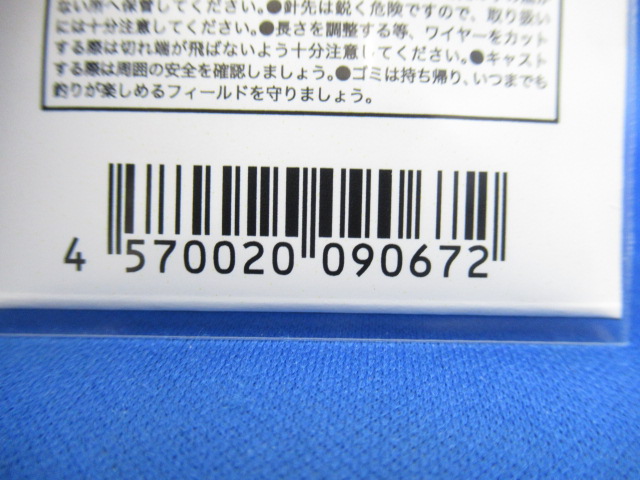 い所へ保管してください。●針先は鋭く危険ですので、取り扱い
には十分注意してください。●長さを調整する等、ワイヤーをカット
する際は切れ端が飛ばないよう十分注意してください。●キャスト
する際は周囲の安全を確認しましょう。●ゴミは持ち帰り、いつまでも
釣りが楽しめるフィールドを守りましょう。
4 570020 090672